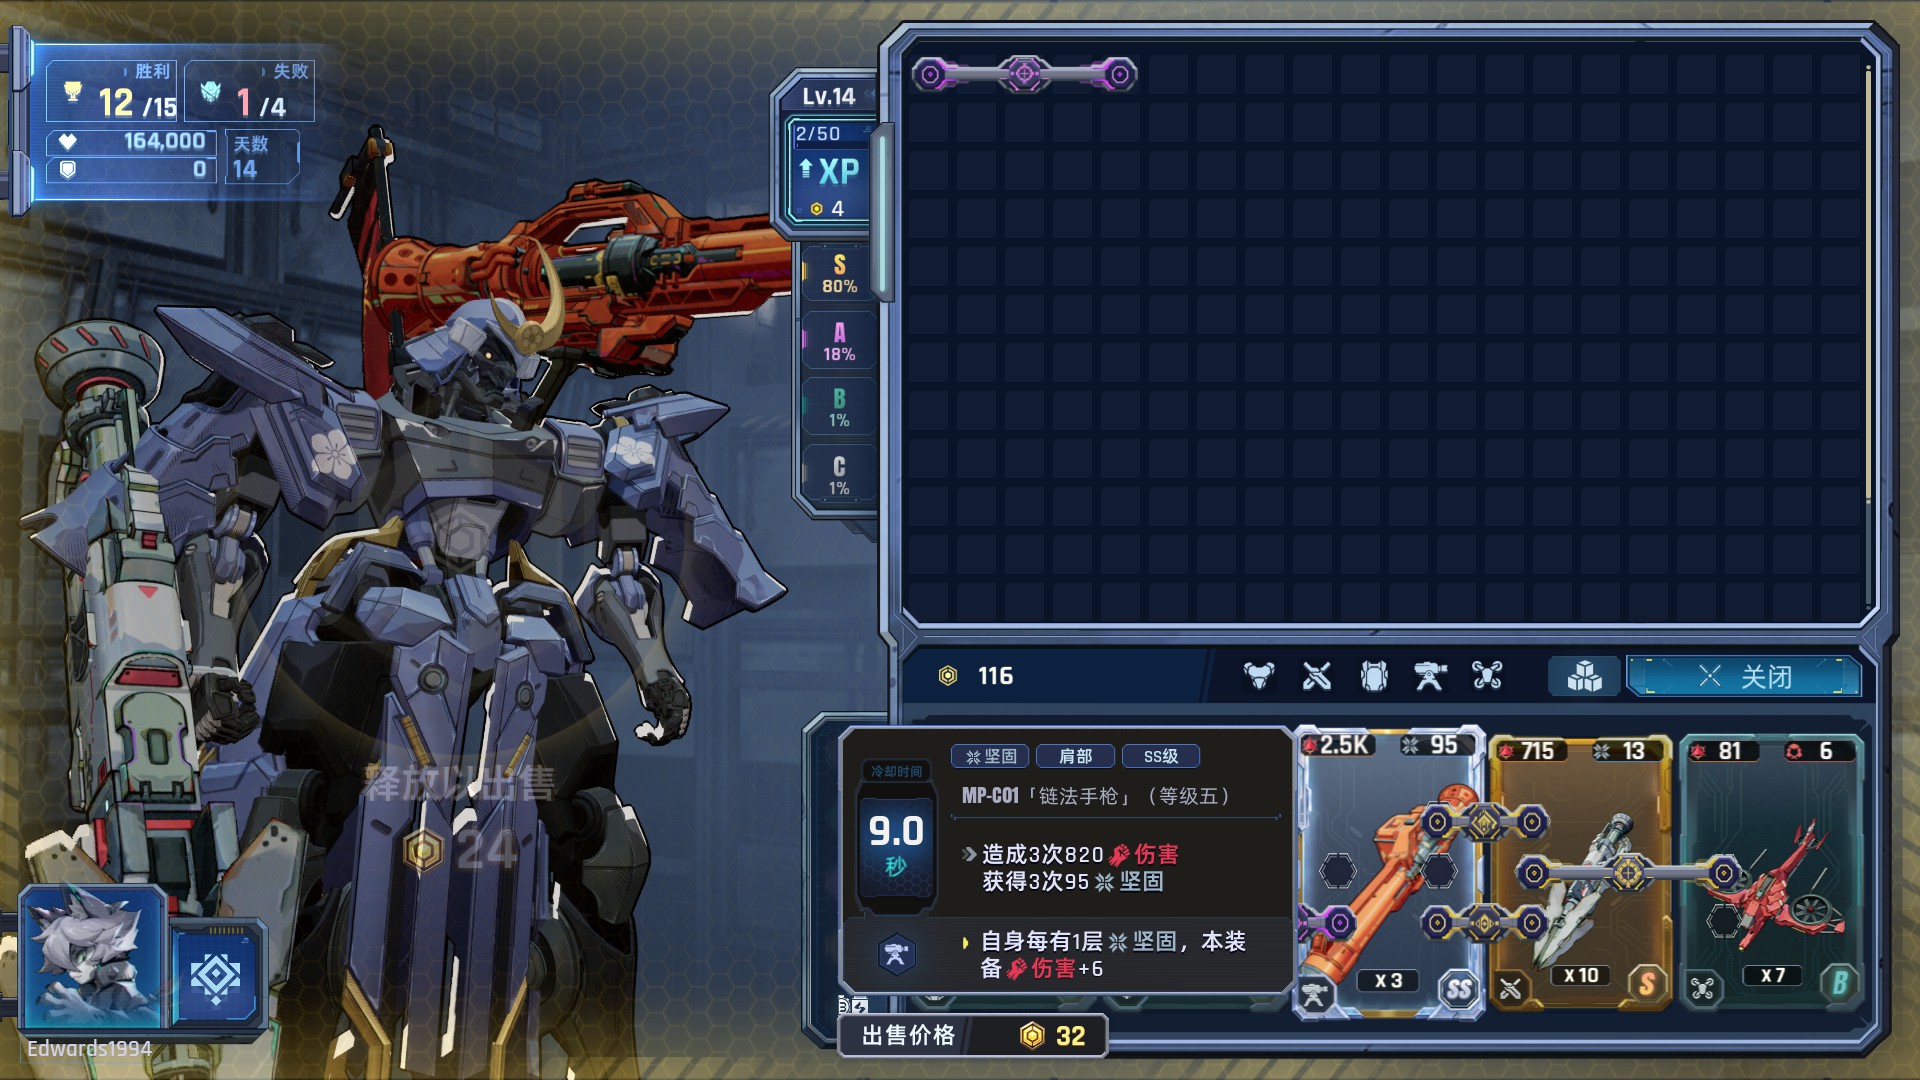 胜利
12 /15
失败
1 /4
164,000
0
天数
14
Lv.14
2/50
XP
4
S
80%
A
18%
B
1%
C
1%
释放以出售
24
Edwards1994
116
关闭
冷却时间
9.0
秒
坚固
肩部
SS级
MP-C01「链法手枪」（等级五）
造成3次820伤害
获得3次95坚固
自身每有1层坚固，本装
备伤害+6
出售价格
32
2.5K
95
x 3
SS
715
13
x 10
S
81
6
x 7
B